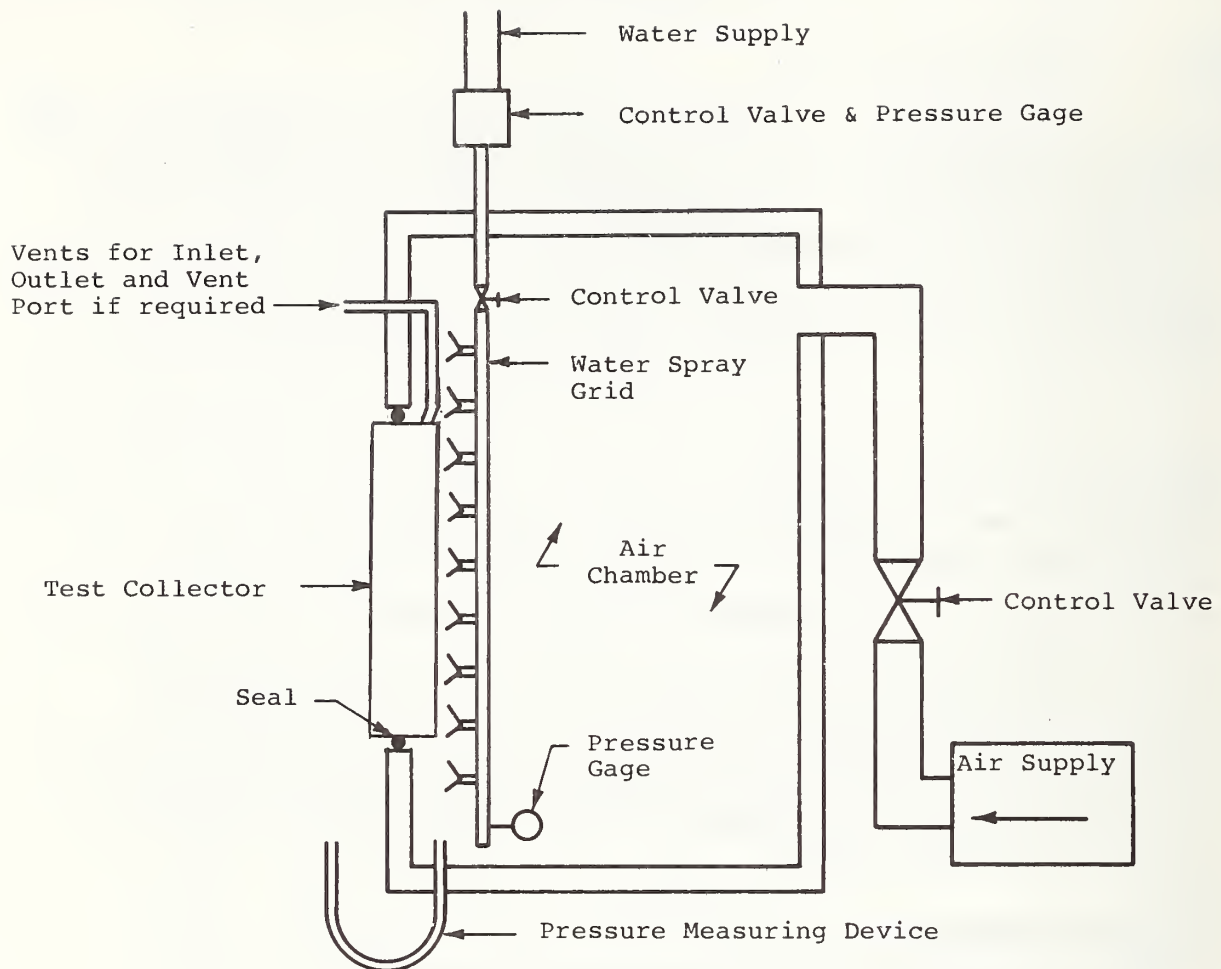 Water Supply
Control Valve & Pressure Gage
Vents for Inlet,
Outlet and Vent
Port if required
Control Valve
Water Spray
Grid
Air
Chamber
Test Collector
Control Valve
Seal
Pressure
Gage
Air Supply
Pressure Measuring Device